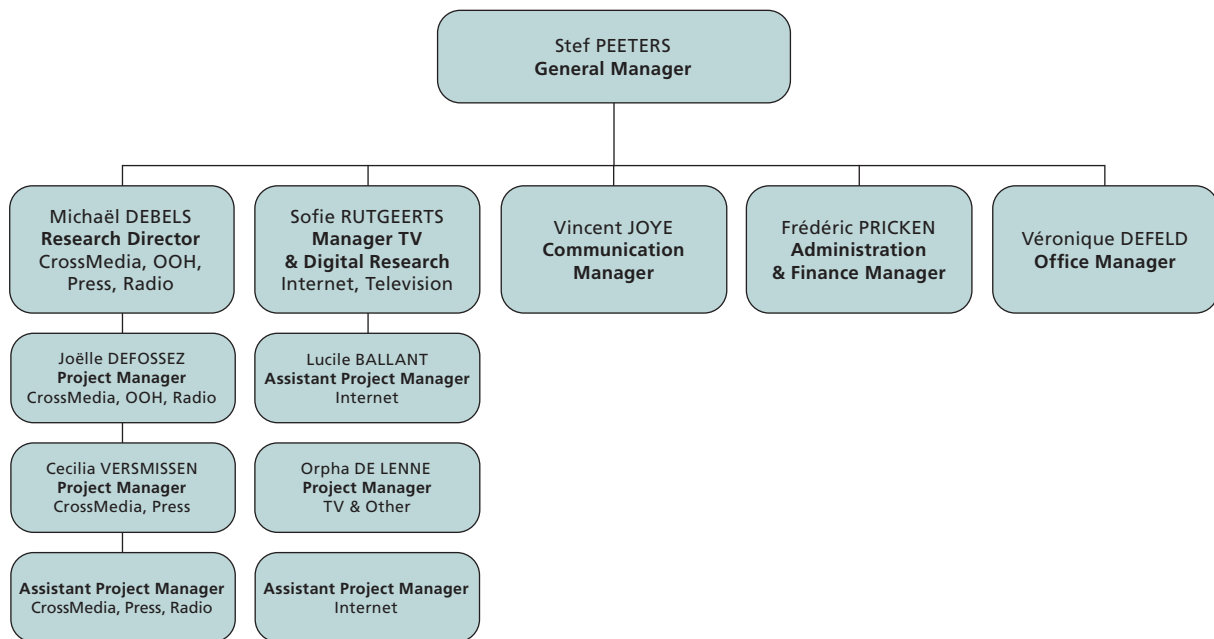 Stef PEETERS
General Manager
Michaël DEBELS
Research Director
CrossMedia, OOH,
Press, Radio
Sofie RUTGEERTS
Manager TV
& Digital Research
Internet, Television
Vincent JOYE
Communication
Manager
Frédéric PRICKEN
Administration
& Finance Manager
Véronique DEFELD
Office Manager
Joëlle DEFOSSEZ
Project Manager
CrossMedia, OOH, Radio
Lucile BALLANT
Assistant Project Manager
Internet
Cecilia VERSMISSEN
Project Manager
CrossMedia, Press
Orpha DE LENNE
Project Manager
TV & Other
Assistant Project Manager
CrossMedia, Press, Radio
Assistant Project Manager
Internet